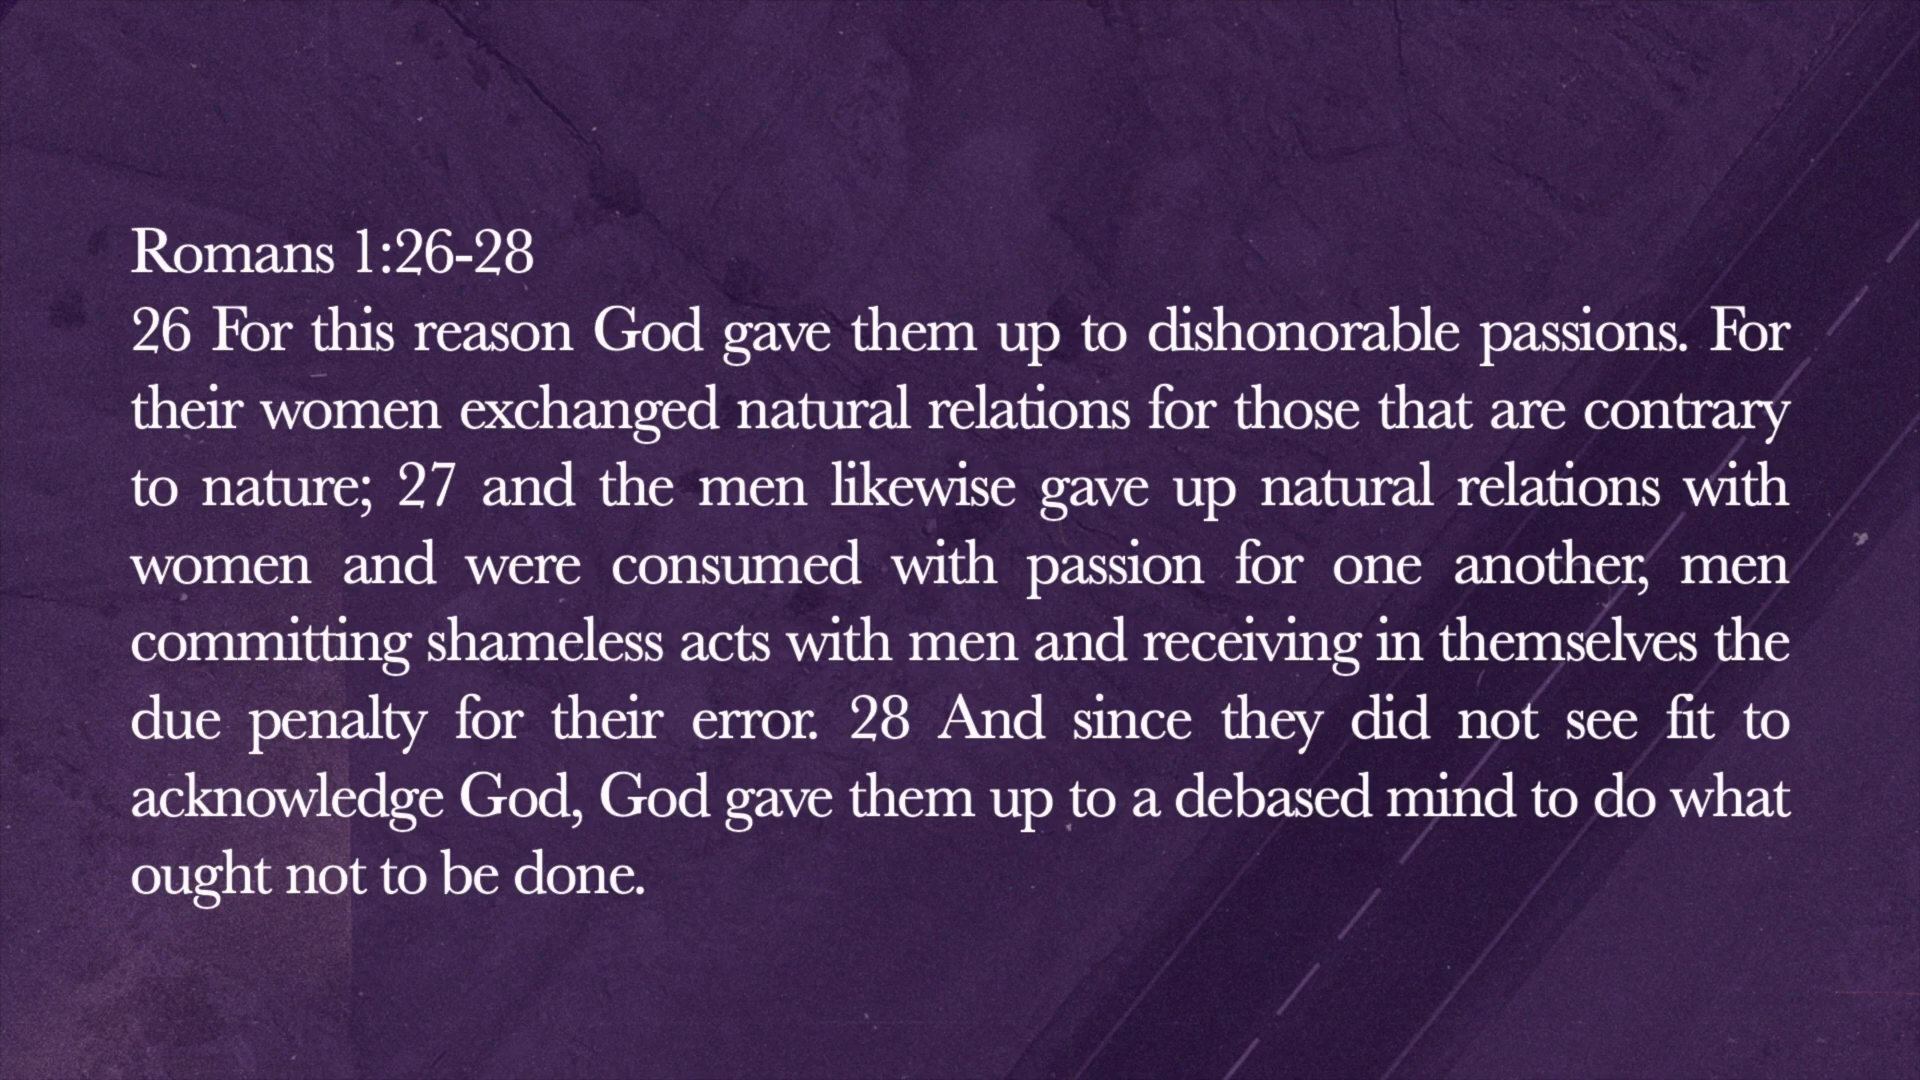 Romans 1:26-28
26 For this reason God gave them up to dishonorable passions. For
their women exchanged natural relations for those that are contrary
to nature; 27 and the men likewise gave up natural relations with
women and were consumed with passion for one another, men
committing shameless acts with men and receiving in themselves the
due penalty for their error. 28 And since they did not see fit to
acknowledge God, God gave them up to a debased mind to do what
ought not to be done.